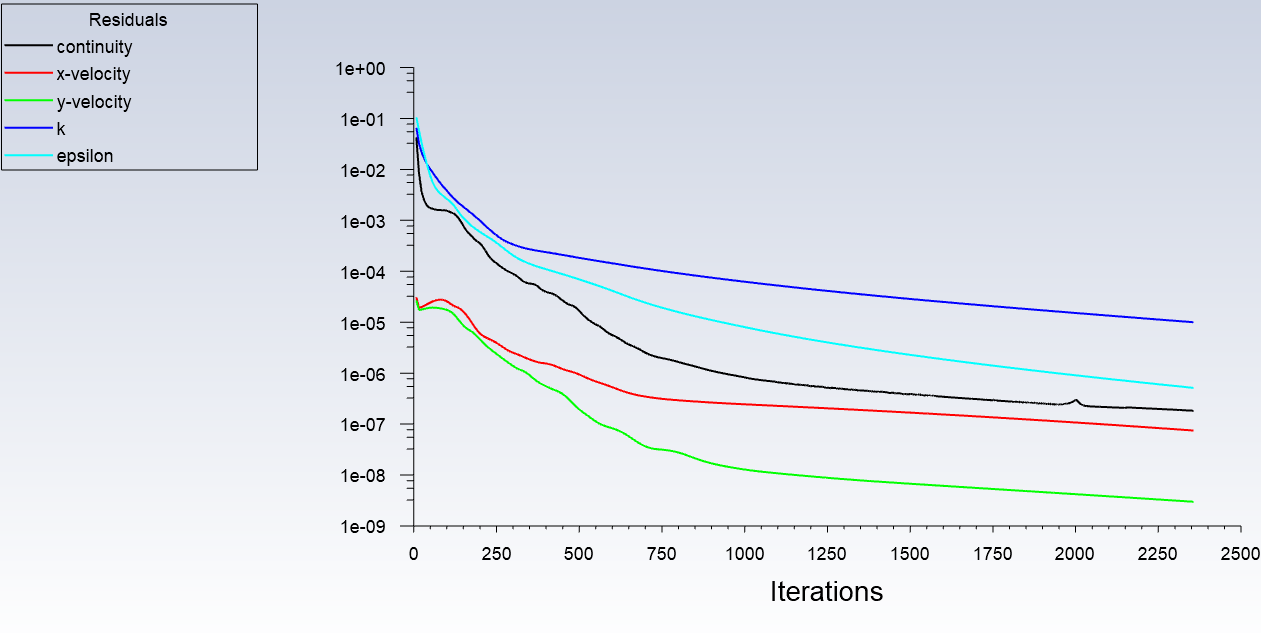 Residuals
continuity
x-velocity
y-velocity
k
epsilon
1e+00
1e-01
1e-02
1e-03
1e-04
1e-05
1e-06
1e-07
1e-08
1e-09
0 250 500 750 1000 1250 1500 1750 2000 2250 2500
Iterations